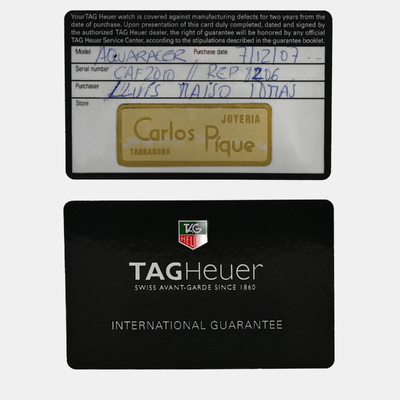 Your TAG Heuer watch is covered against manufacturing defects for two years from the
date of purchase. Upon presentation of this card duly completed, dated and signed by
the authorized TAG Heuer dealer, the right of guarantee will be honored by any official
TAG Heuer Service Center, according to the stipulations described in the guarantee booklet.
Model AQUARACER, Purchase date 7/12/07
Serial number CAF2010 // REP
Purchaser LLUIS
Store
JOYERIA
Carlos Pique
TARRAGONA
TAG
HEUER
TAGHeuer
SWISS AVANT-GARDE SINCE 1860
INTERNATIONAL GUARANTEE